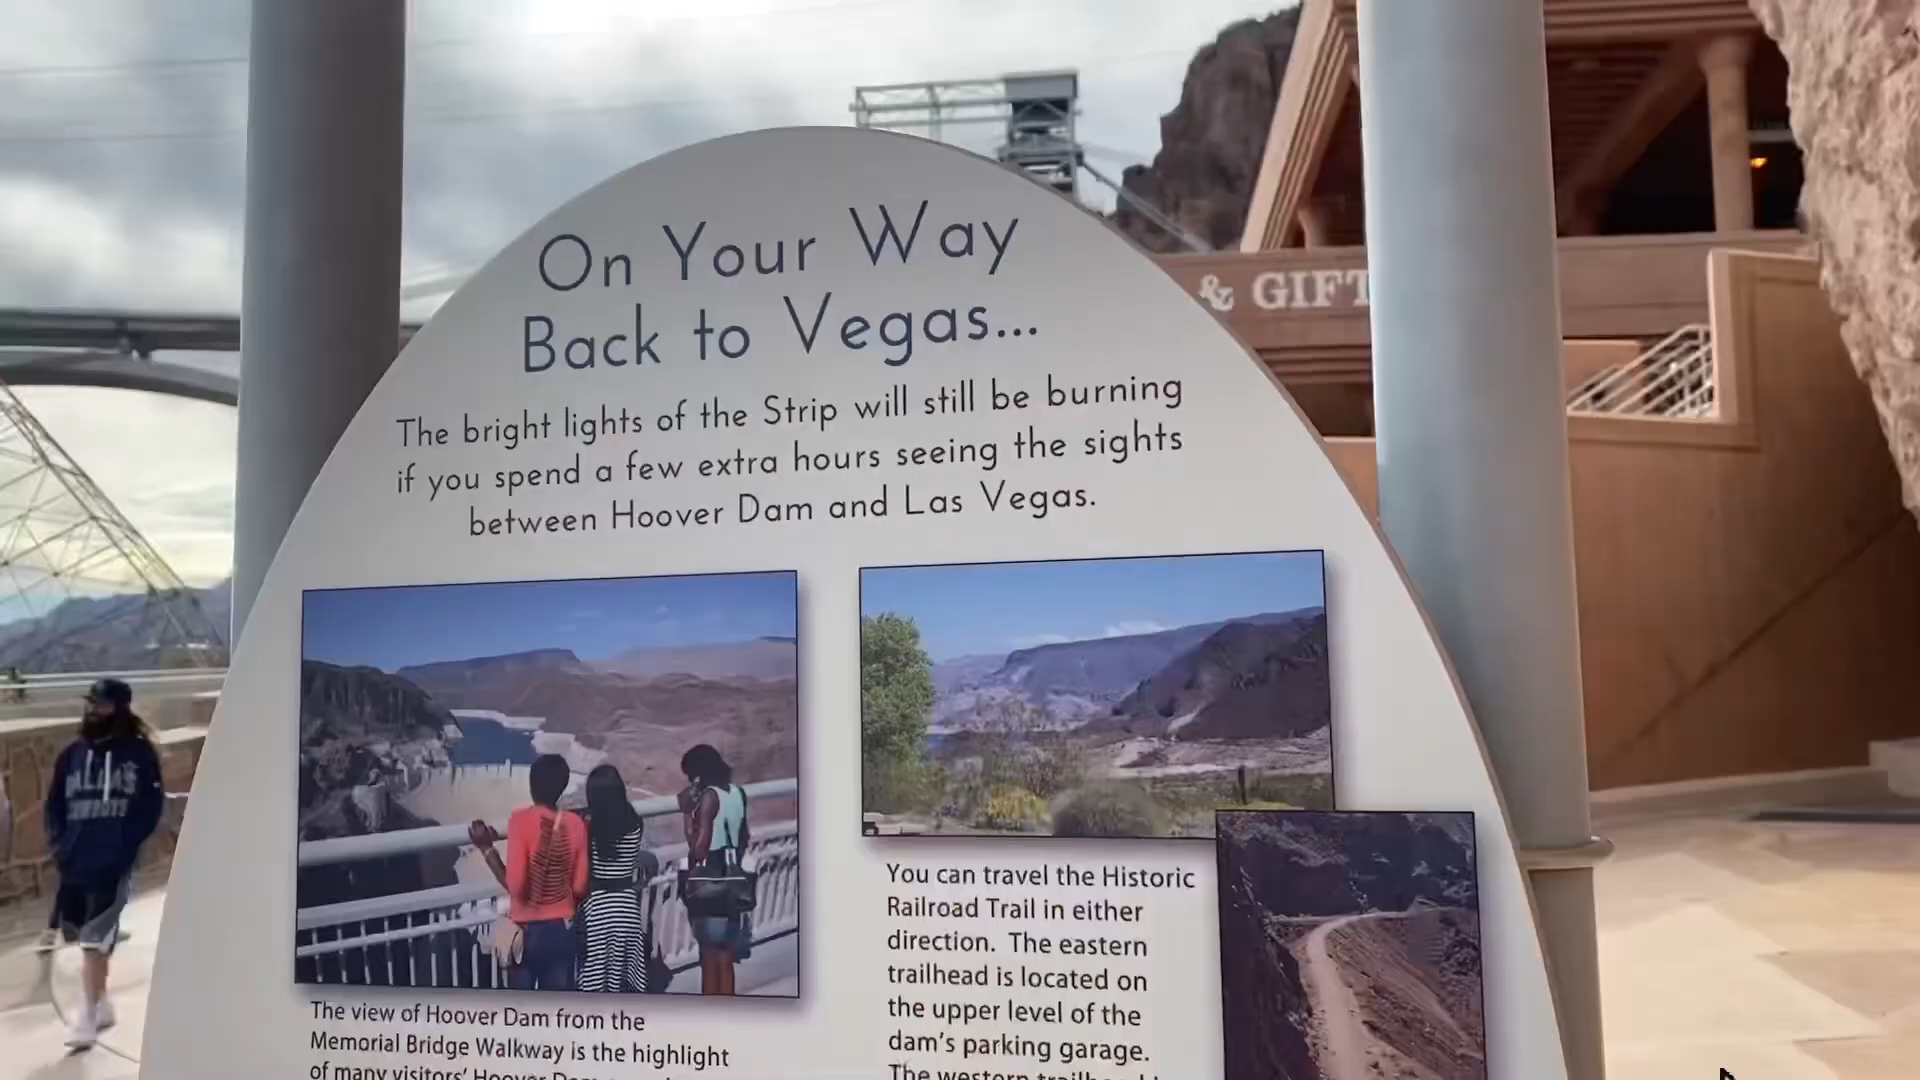 On Your Way
Back to Vegas...
The bright lights of the Strip will still be burning
if you spend a few extra hours seeing the sights
between Hoover Dam and Las Vegas.
& GIFT
DALLAS
COWBOYS
The view of Hoover Dam from the
Memorial Bridge Walkway is the highlight
of many visitors' Hoover
You can travel the Historic
Railroad Trail in either
direction. The eastern
trailhead is located on
the upper level of the
dam's parking garage.
The western